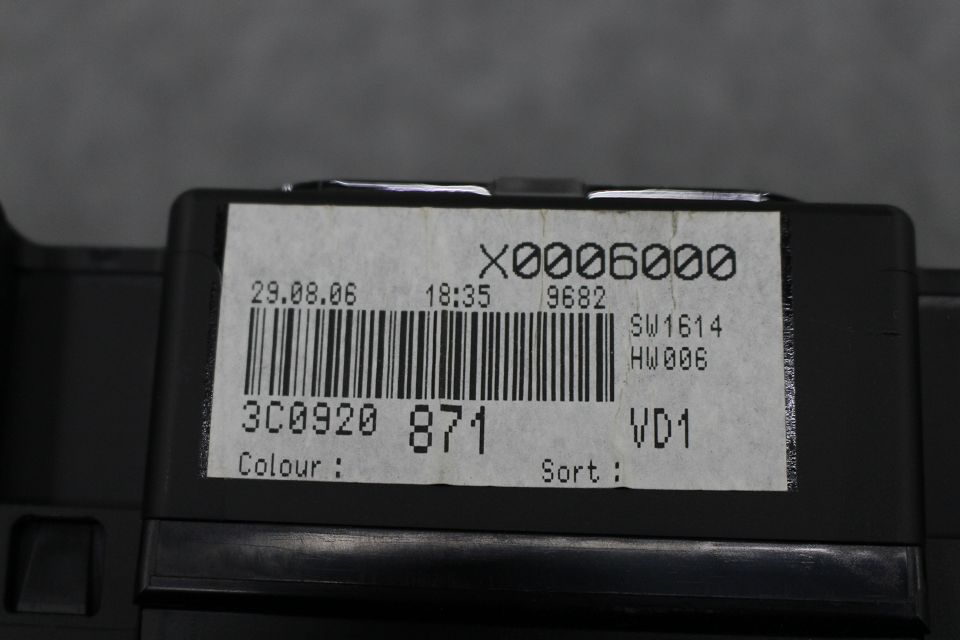 X0006000
29.08.06 18:35 9682
SW1614
HW006
3C0920 871 VD1
Colour: Sort: